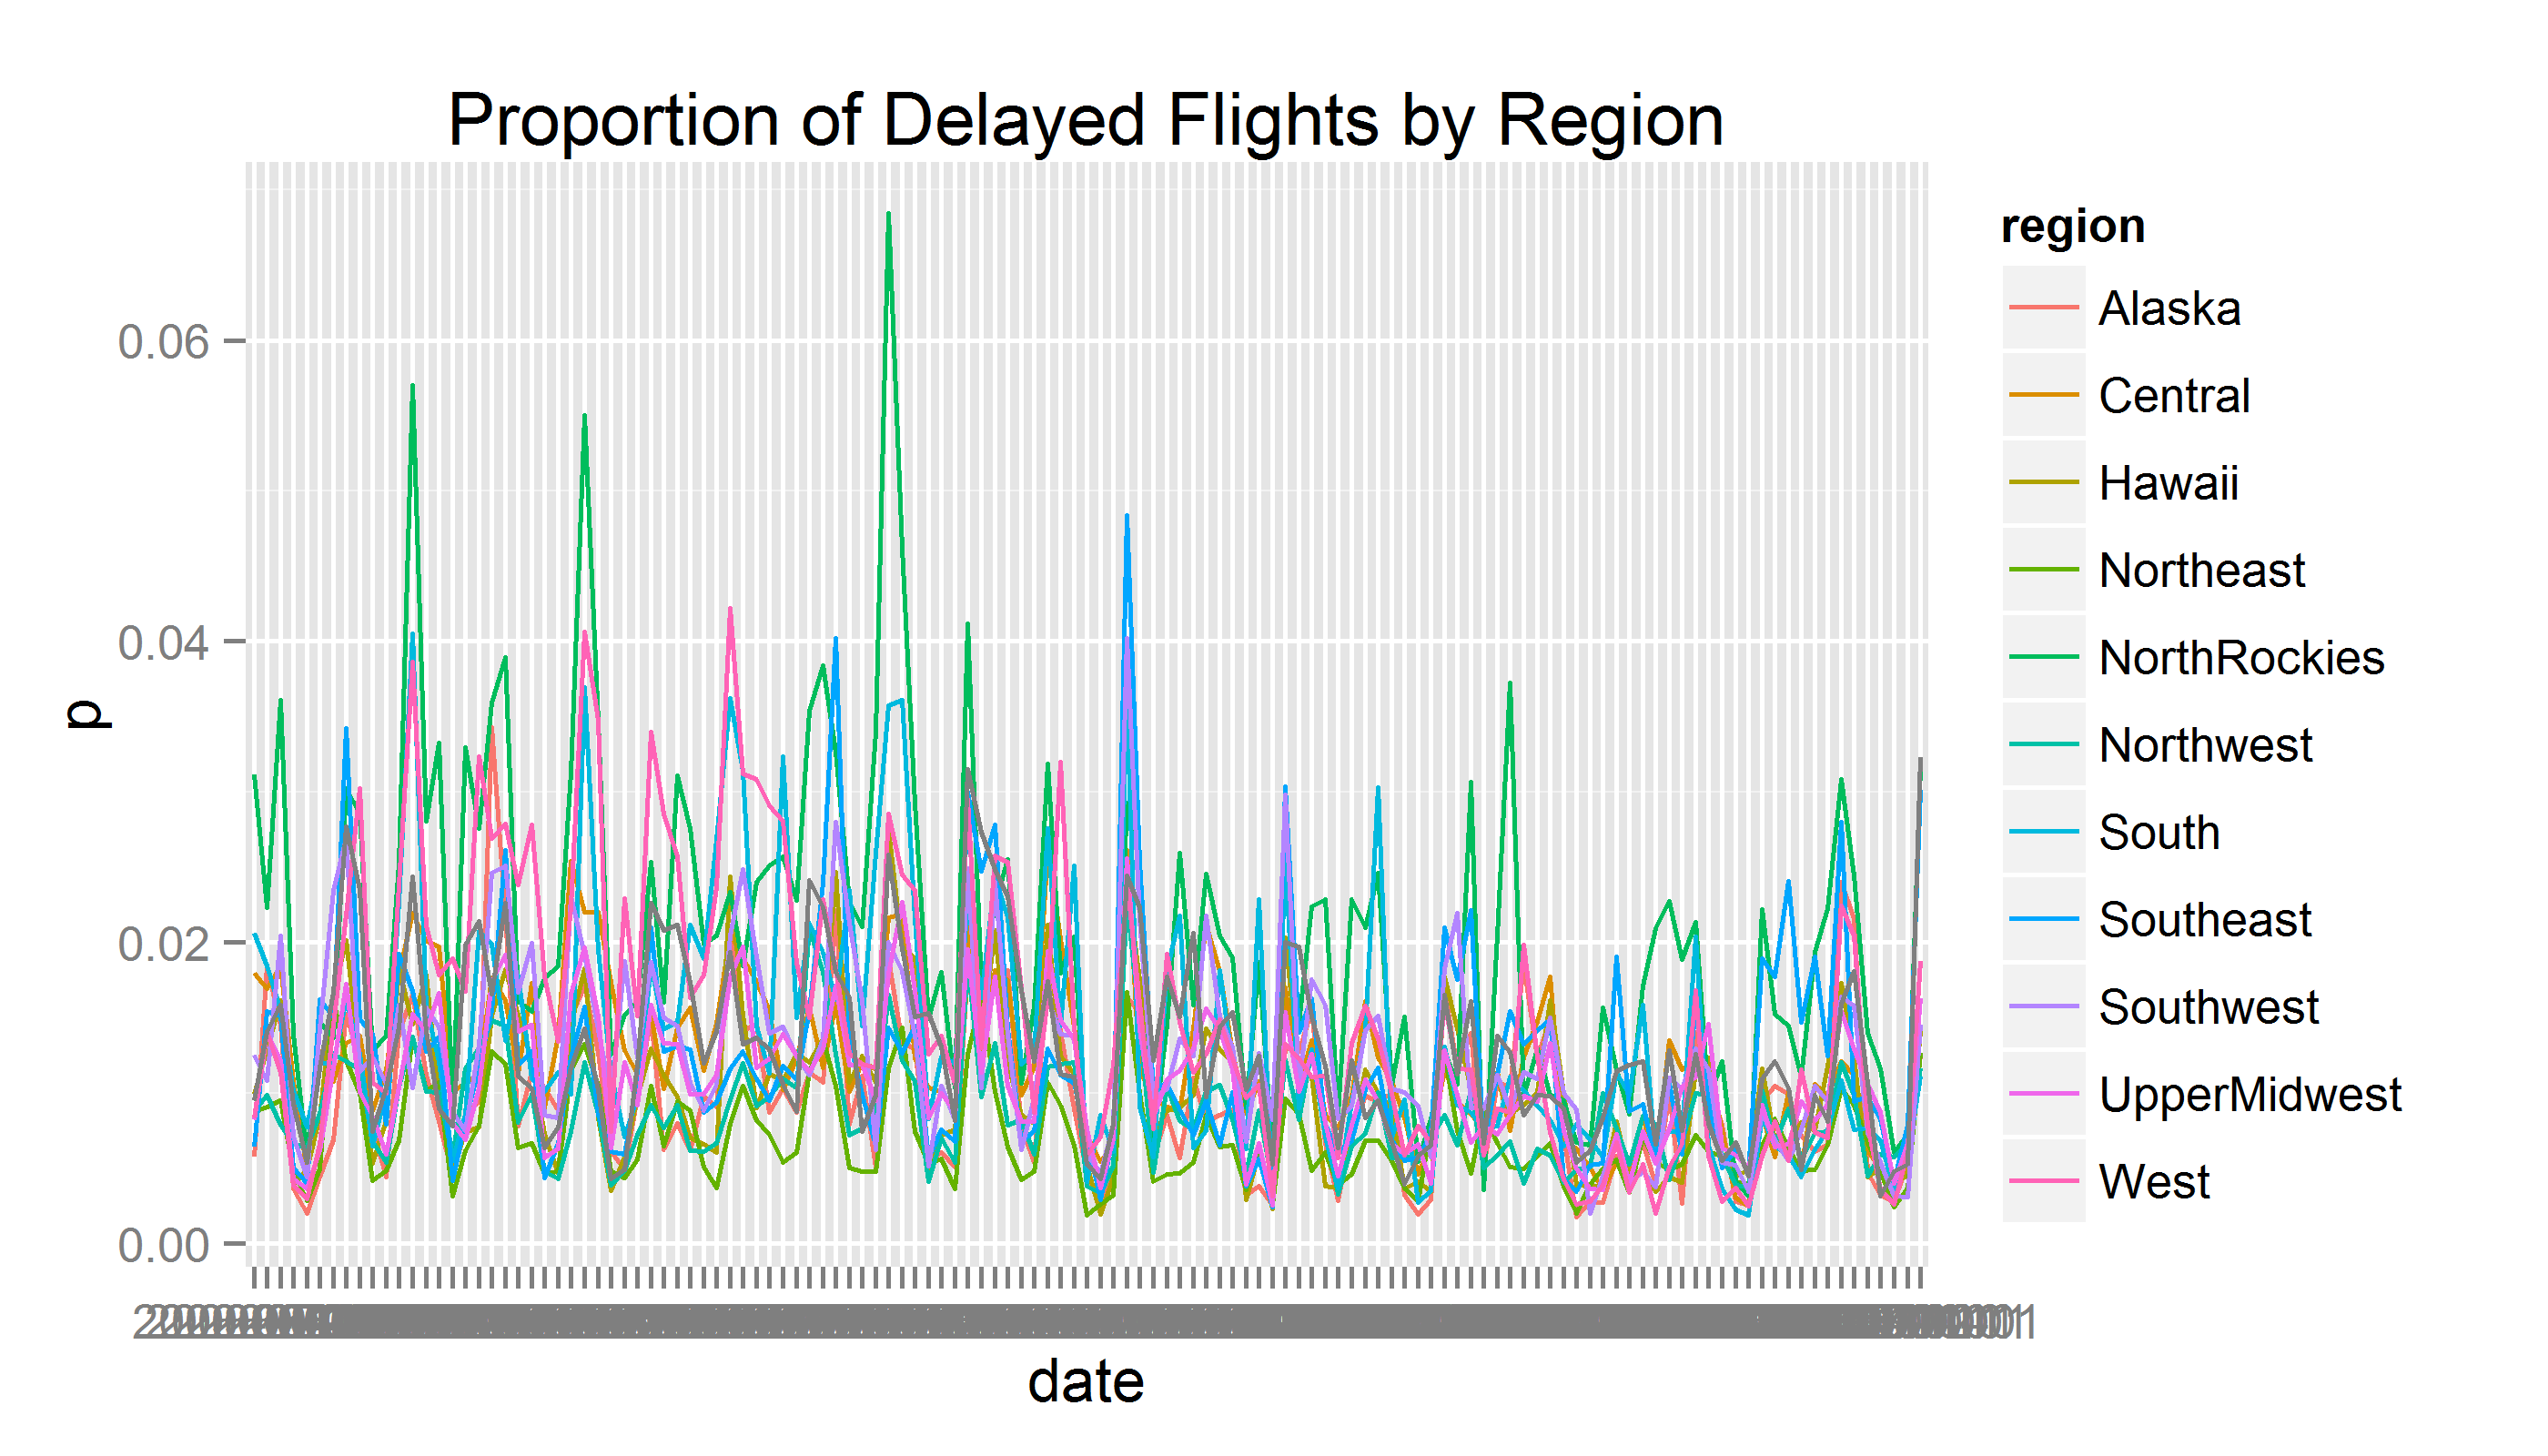 Proportion of Delayed Flights by Region
region
Alaska
Central
Hawaii
Northeast
NorthRockies
Northwest
South
Southeast
Southwest
UpperMidwest
West
p
0.06
0.04
0.02
0.00
date